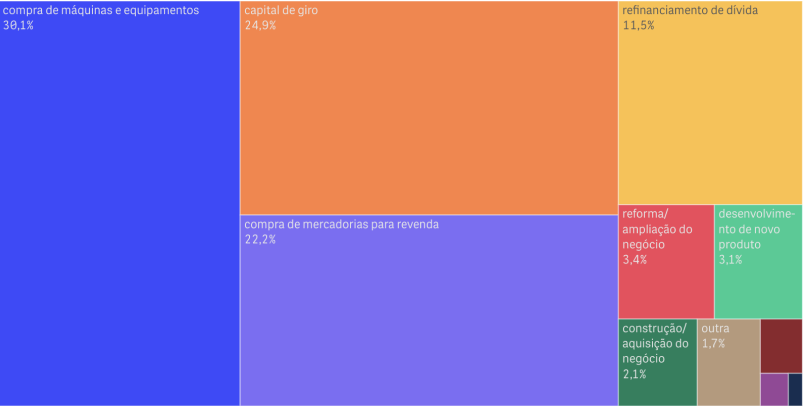 compra de máquinas e equipamentos
30,1%
capital de giro
24,9%
refinanciamento de dívida
11,5%
compra de mercadorias para revenda
22,2%
reforma/
ampliação do
negócio
3,4%
desenvolvime-
nto de novo
produto
3,1%
construção/
aquisição do
negócio
2,1%
outra
1,7%